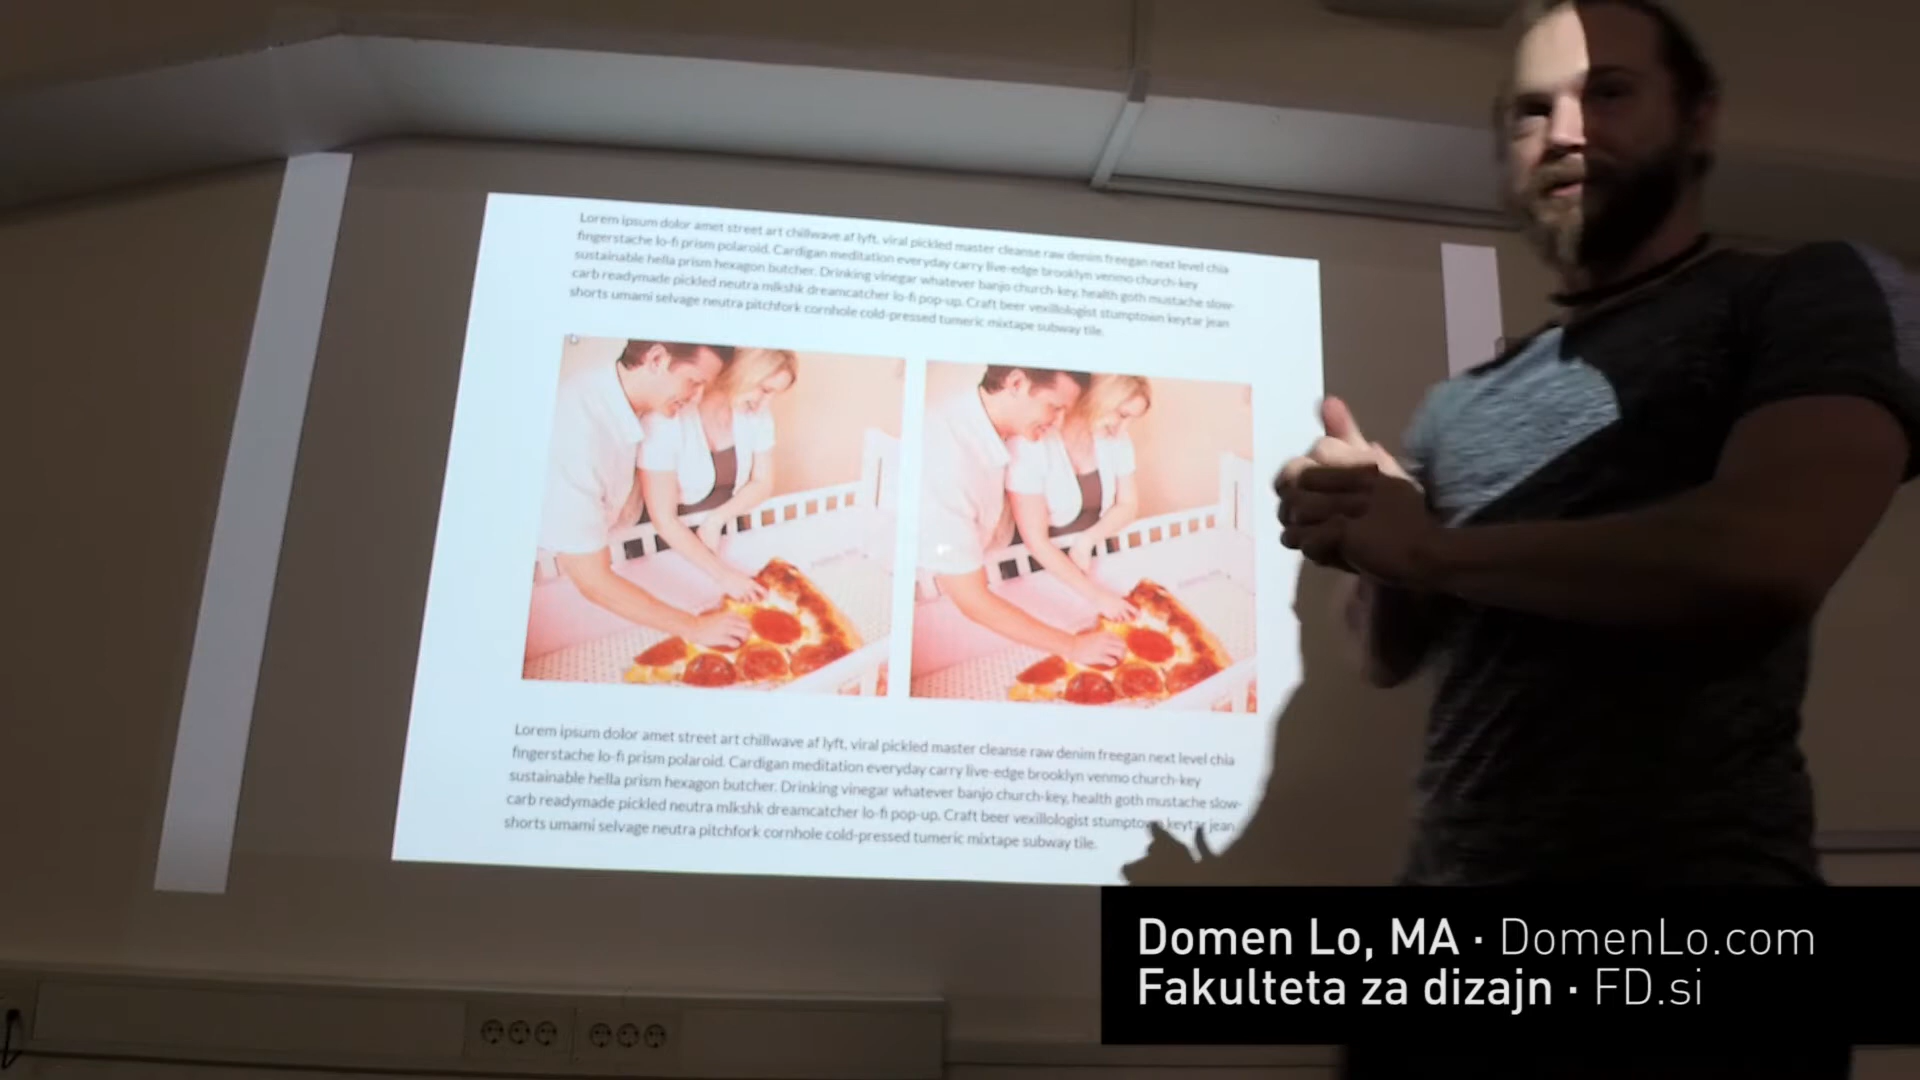 Lorem ipsum dolor amet street art chillwave af lyft, viral pickled master cleanse raw denim freegan next level chia
fingerstache lo-fi prism polaroid. Cardigan meditation everyday carry live-edge brooklyn venmo church-key
sustainable hella prism hexagon butcher. Drinking vinegar whatever banjo church-key, health goth mustache slow-
carb readymade pickled neutra mlkshk dreamcatcher lo-fi pop-up. Craft beer vexillologist stumptown keytar jean
shorts umami selvage neutra pitchfork cornhole cold-pressed tumeric mixtape subway tile.
Lorem ipsum dolor amet street art chillwave af lyft, viral pickled master cleanse raw denim freegan next level chia
fingerstache lo-fi prism polaroid. Cardigan meditation everyday carry live-edge brooklyn venmo church-key
sustainable hella prism hexagon butcher. Drinking vinegar whatever banjo church-key, health goth mustache slow-
carb readymade pickled neutra mlkshk dreamcatcher lo-fi pop-up. Craft beer vexillologist stumptown keytar jean
shorts umami selvage neutra pitchfork cornhole cold-pressed tumeric mixtape subway tile.
Domen Lo, MA · DomenLo.com
Fakulteta za dizajn · FD.si